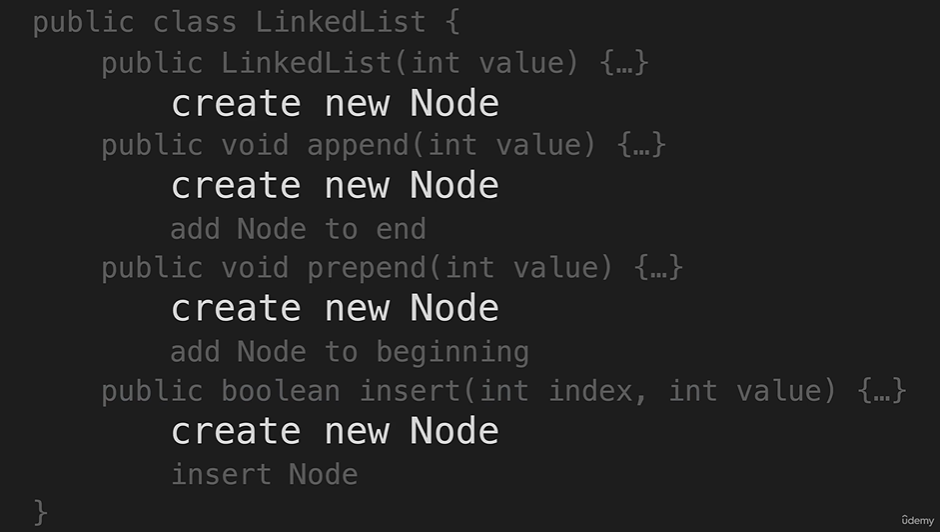 public class LinkedList {
public LinkedList(int value) {…}
create new Node
public void append(int value) {…}
create new Node
add Node to end
public void prepend(int value) {…}
create new Node
add Node to beginning
public boolean insert(int index, int value) {…}
create new Node
insert Node
}
ûdemy